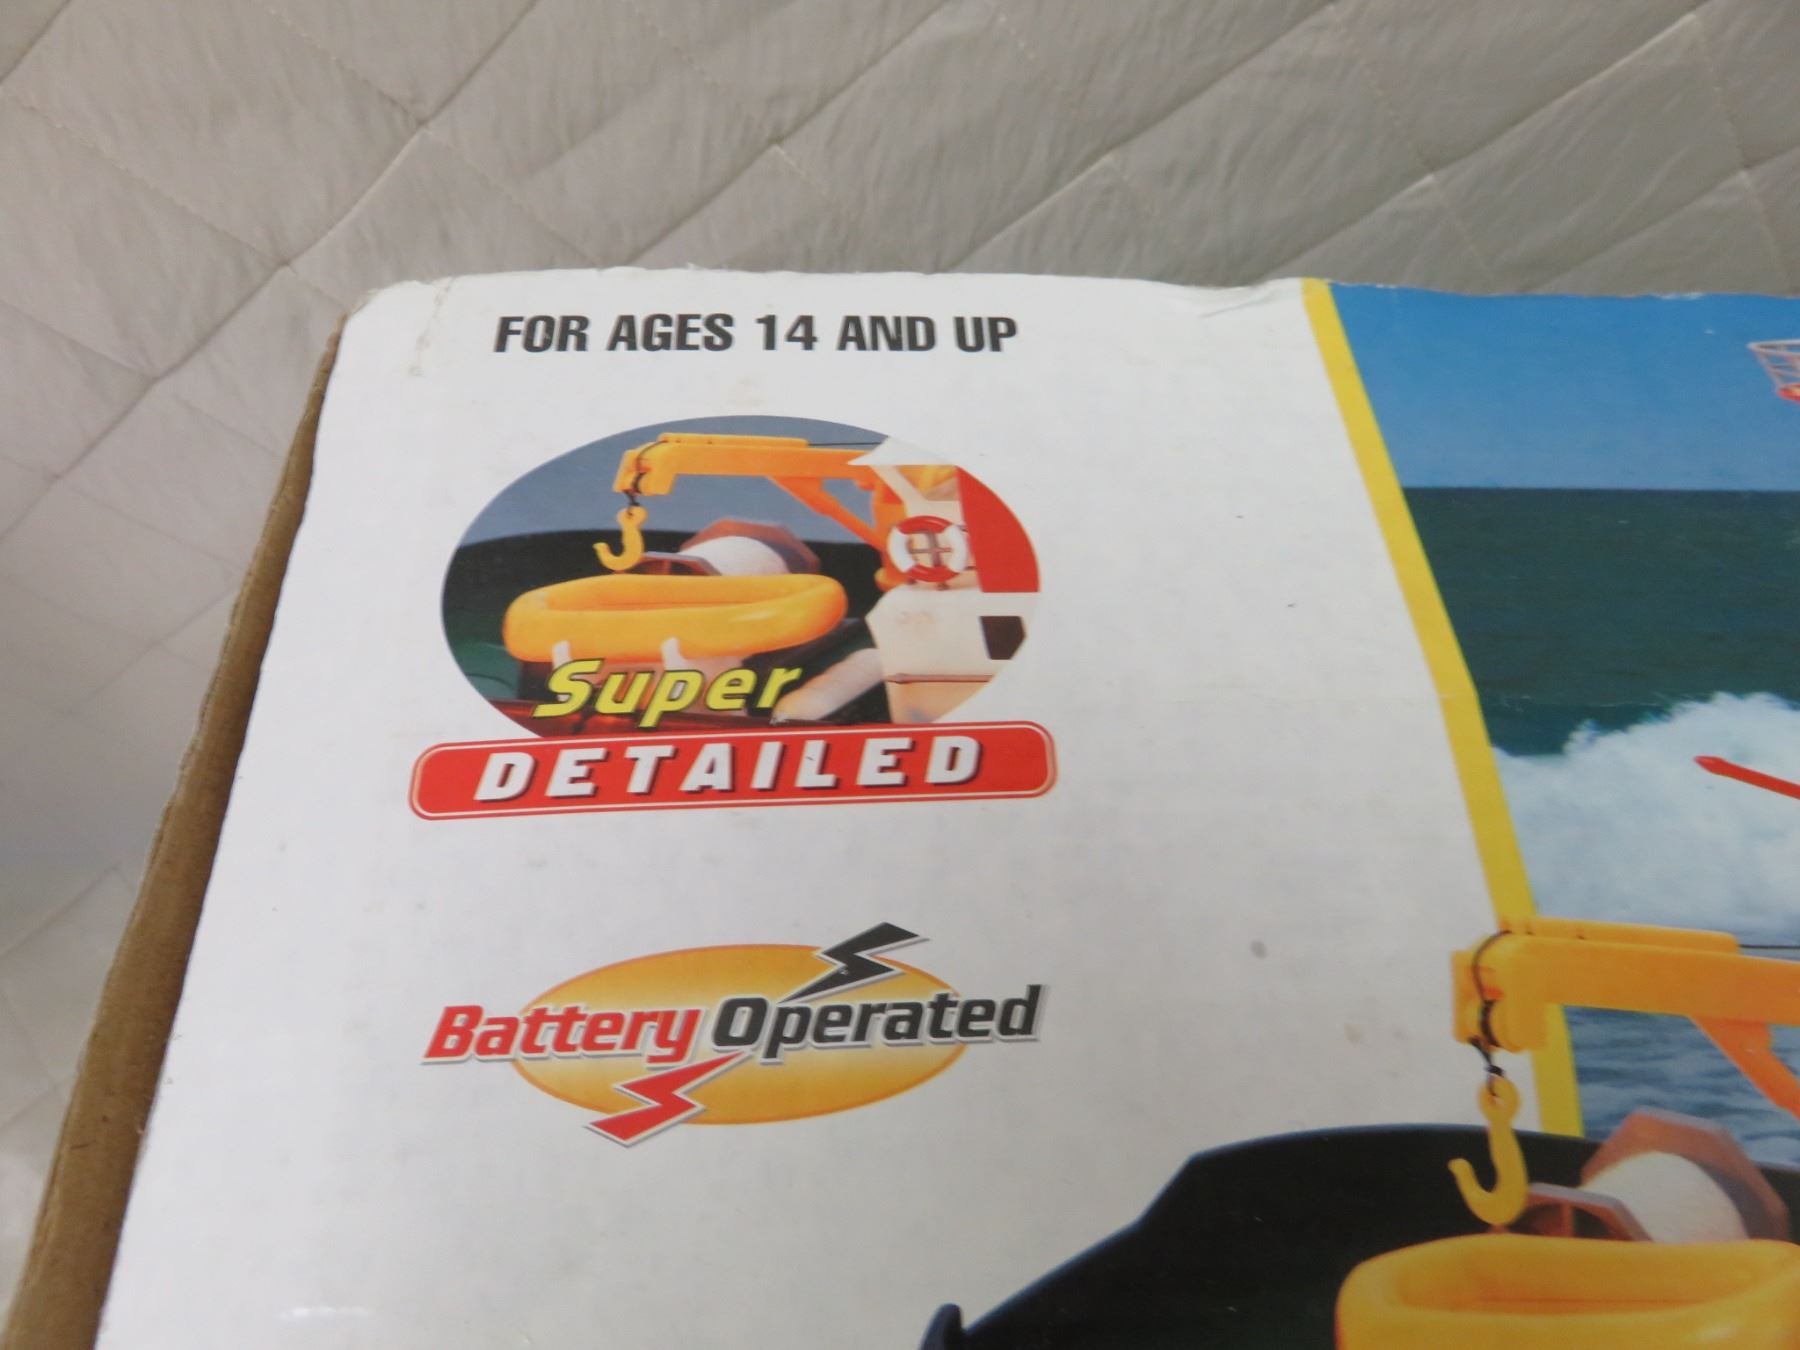 FOR AGES 14 AND UP
Super
DETAILED
Battery Operated